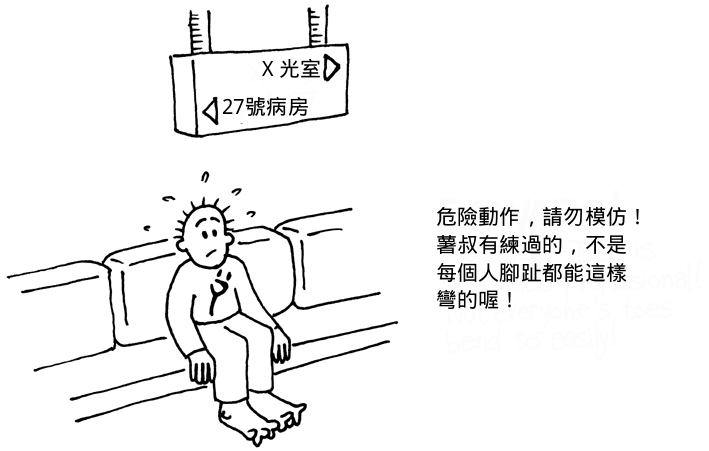 X 光室
27號病房
危險動作，請勿模仿！
薯叔有練過的，不是
每個人腳趾都能這樣
彎的喔！